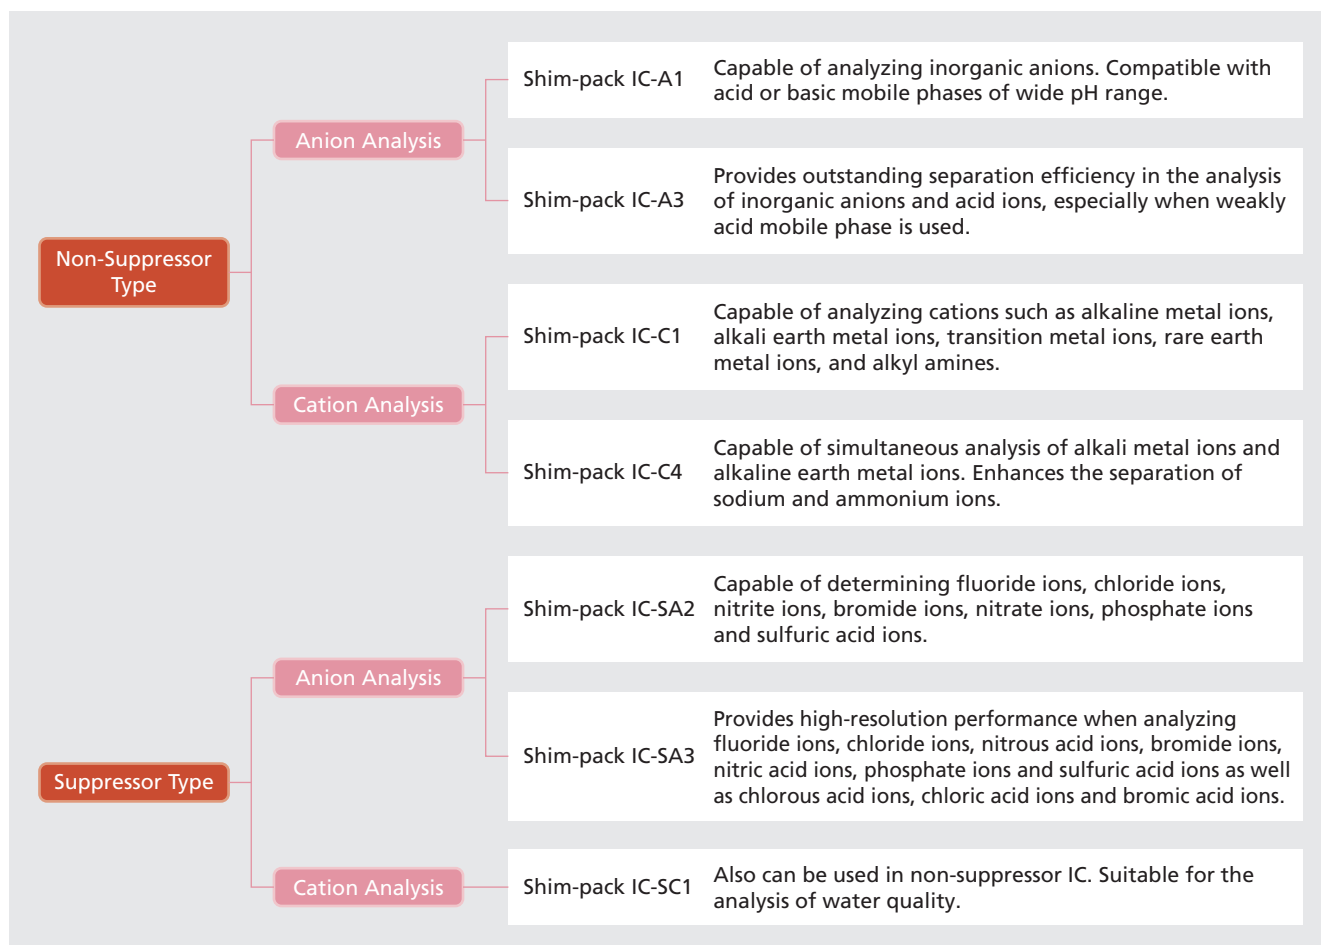 Non-Suppressor
Type
Anion Analysis
Shim-pack IC-A1
Capable of analyzing inorganic anions. Compatible with
acid or basic mobile phases of wide pH range.
Shim-pack IC-A3
Provides outstanding separation efficiency in the analysis
of inorganic anions and acid ions, especially when weakly
acid mobile phase is used.
Cation Analysis
Shim-pack IC-C1
Capable of analyzing cations such as alkaline metal ions,
alkali earth metal ions, transition metal ions, rare earth
metal ions, and alkyl amines.
Shim-pack IC-C4
Capable of simultaneous analysis of alkali metal ions and
alkaline earth metal ions. Enhances the separation of
sodium and ammonium ions.
Suppressor Type
Anion Analysis
Shim-pack IC-SA2
Capable of determining fluoride ions, chloride ions,
nitrite ions, bromide ions, nitrate ions, phosphate ions
and sulfuric acid ions.
Shim-pack IC-SA3
Provides high-resolution performance when analyzing
fluoride ions, chloride ions, nitrous acid ions, bromide ions,
nitric acid ions, phosphate ions and sulfuric acid ions as well
as chlorous acid ions, chloric acid ions and bromic acid ions.
Cation Analysis
Shim-pack IC-SC1
Also can be used in non-suppressor IC. Suitable for the
analysis of water quality.